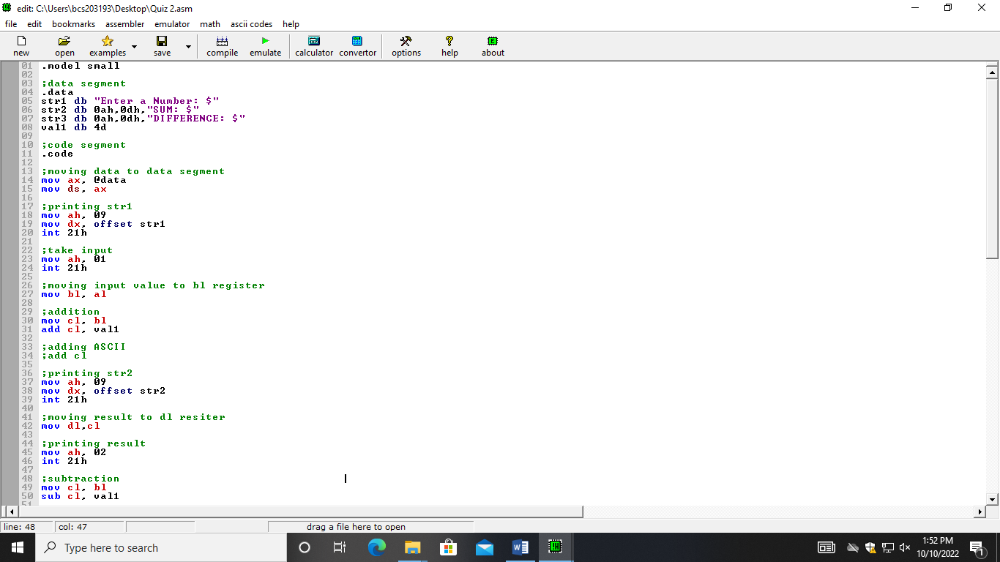 edit: C:\Users\bcs203193\Desktop\Quiz 2.asm
file edit bookmarks assembler emulator math ascii codes help
new open examples save compile emulate calculator convertor options help about
01 .model small
02
03 ;data segment
04 .data
05 str1 db "Enter a Number: $"
06 str2 db 0ah,0dh,"SUM: $"
07 str3 db 0ah,0dh,"DIFFERENCE: $"
08 val1 db 4d
09
10 ;code segment
11 .code
12
13 ;moving data to data segment
14 mov ax, @data
15 mov ds, ax
16
17 ;printing str1
18 mov ah, 09
19 mov dx, offset str1
20 int 21h
21
22 ;take input
23 mov ah, 01
24 int 21h
25
26 ;moving input value to bl register
27 mov bl, al
28
29 ;addition
30 mov cl, bl
31 add cl, val1
32
33 ;adding ASCII
34 ;add cl
35
36 ;printing str2
37 mov ah, 09
38 mov dx, offset str2
39 int 21h
40
41 ;moving result to dl resiter
42 mov dl,cl
43
44 ;printing result
45 mov ah, 02
46 int 21h
47
48 ;subtraction
49 mov cl, bl
50 sub cl, val1
51
line: 48 col: 47 drag a file here to open
Type here to search
1:52 PM
10/10/2022
1